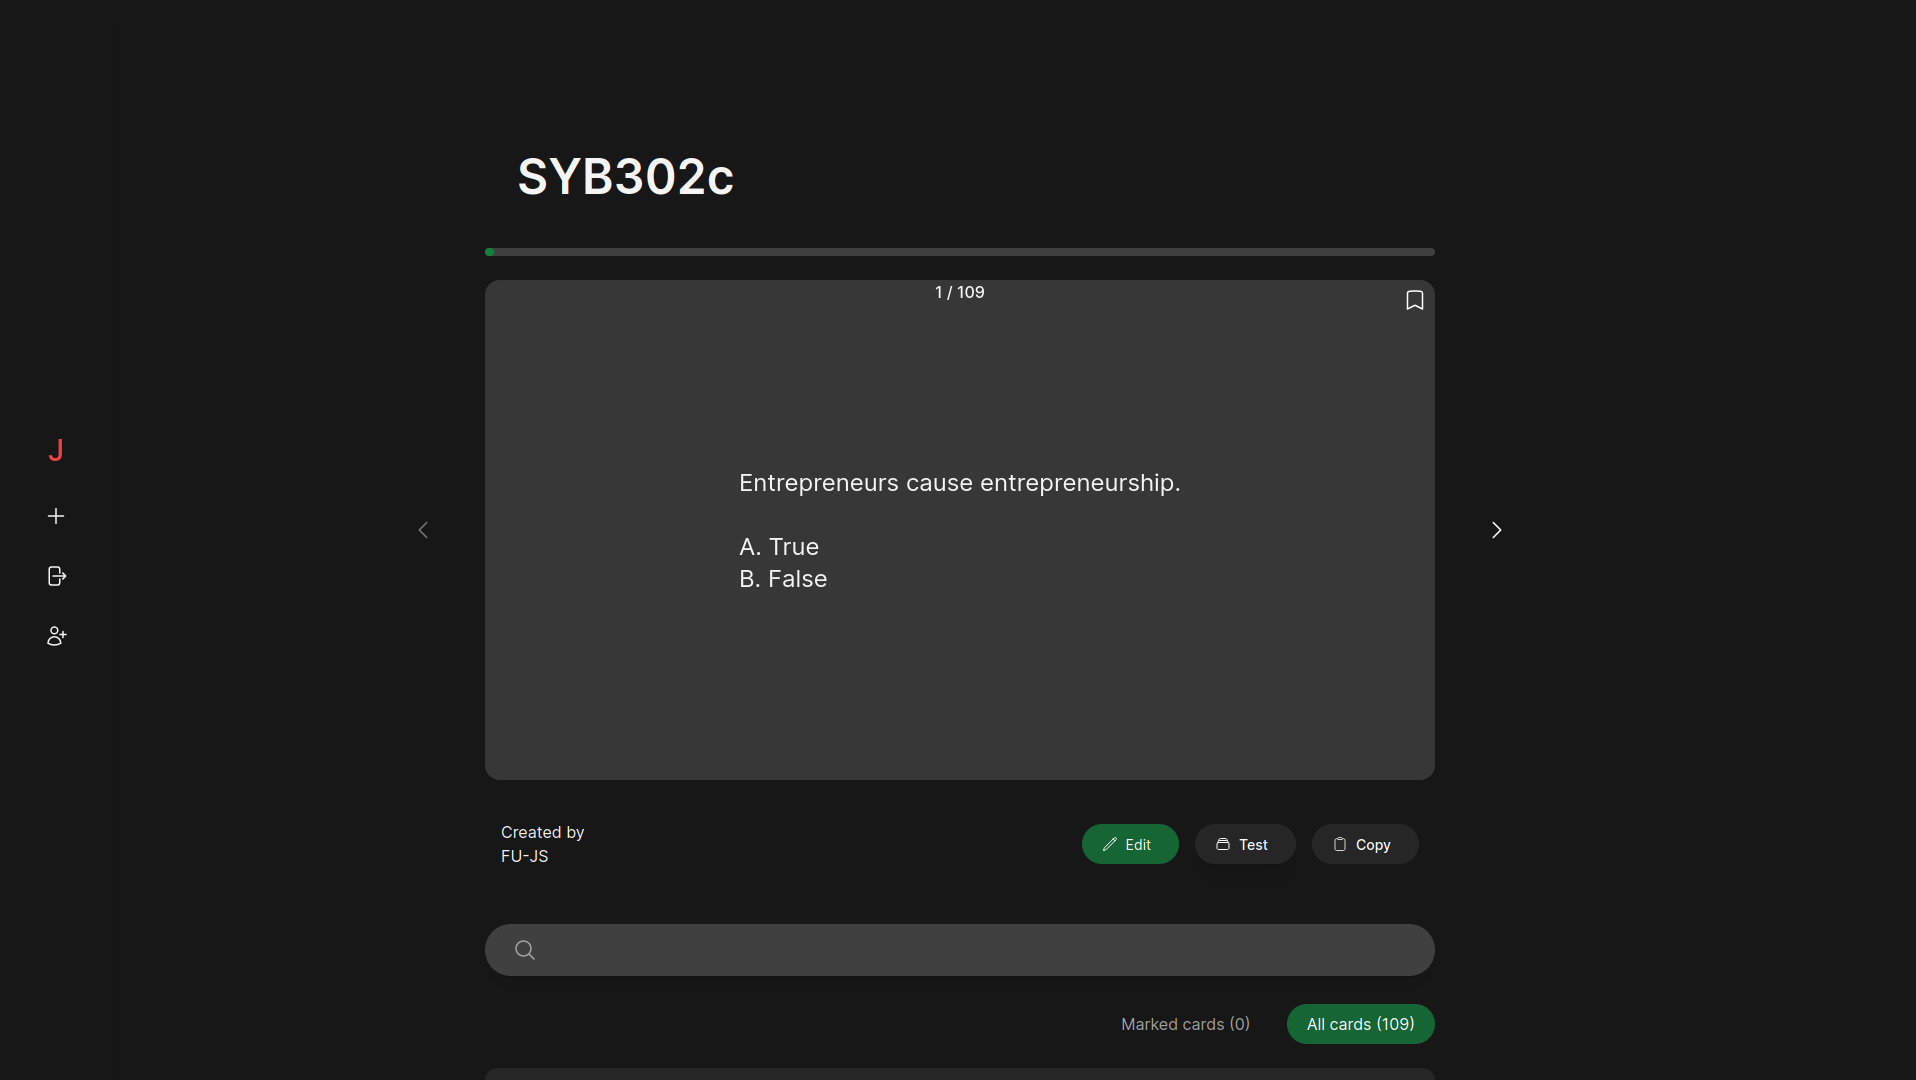 SYB302c
1 / 109
J
Entrepreneurs cause entrepreneurship.
A. True
B. False
Created by
FU-JS
Edit
Test
Copy
Marked cards (0)
All cards (109)